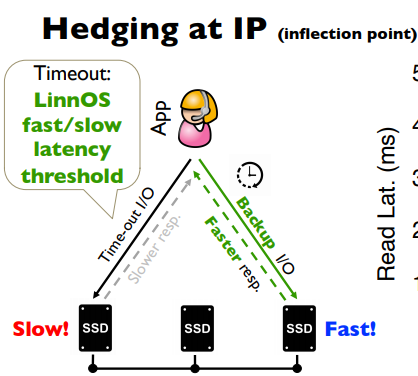 Hedging at IP (inflection point)
Timeout:
LinnOS
fast/slow
latency
threshold
App
Time-out I/O
Slower resp.
Backup I/O
Faster resp.
Read Lat. (ms)
5
4
3
2
1
Slow!
SSD
SSD
SSD
Fast!